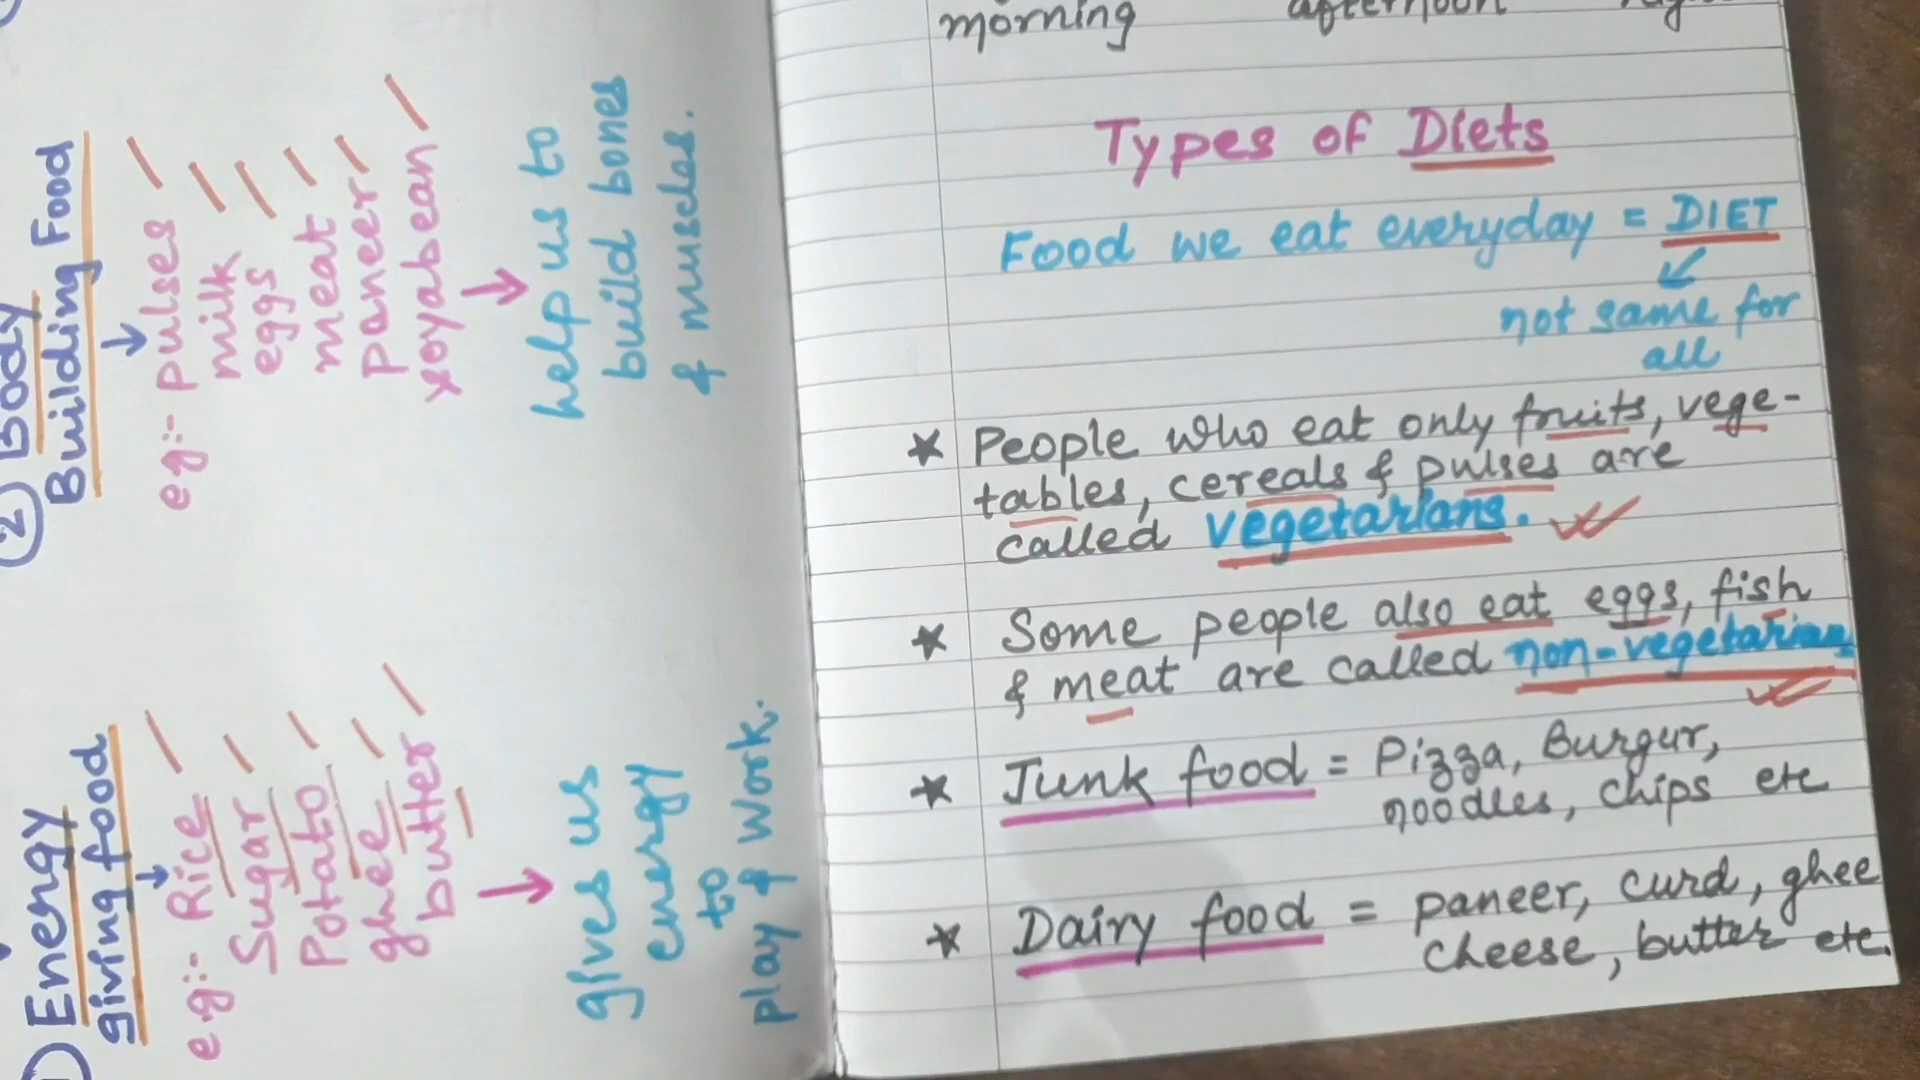 ① Energy
giving food
↓
e.g:- Rice
Sugar
Potato
ghee
butter
→
gives us
energy
to
play & work.
② Body
Building Food
↓
eg:- pulses
milk
eggs
meat
paneer
xoyabean
→
help us to
build bones
& muscles.
morning afternoon
Types of Diets
Food we eat everyday = DIET
not same for
all
★ People who eat only fruits, vege-
tables, cereals & pulses are
called vegetarians.
★ Some people also eat eggs, fish
& meat are called non-vegetarian.
★ Junk food = Pizza, Burgur,
noodles, chips etc
★ Dairy food = paneer, curd, ghee
cheese, butter etc.